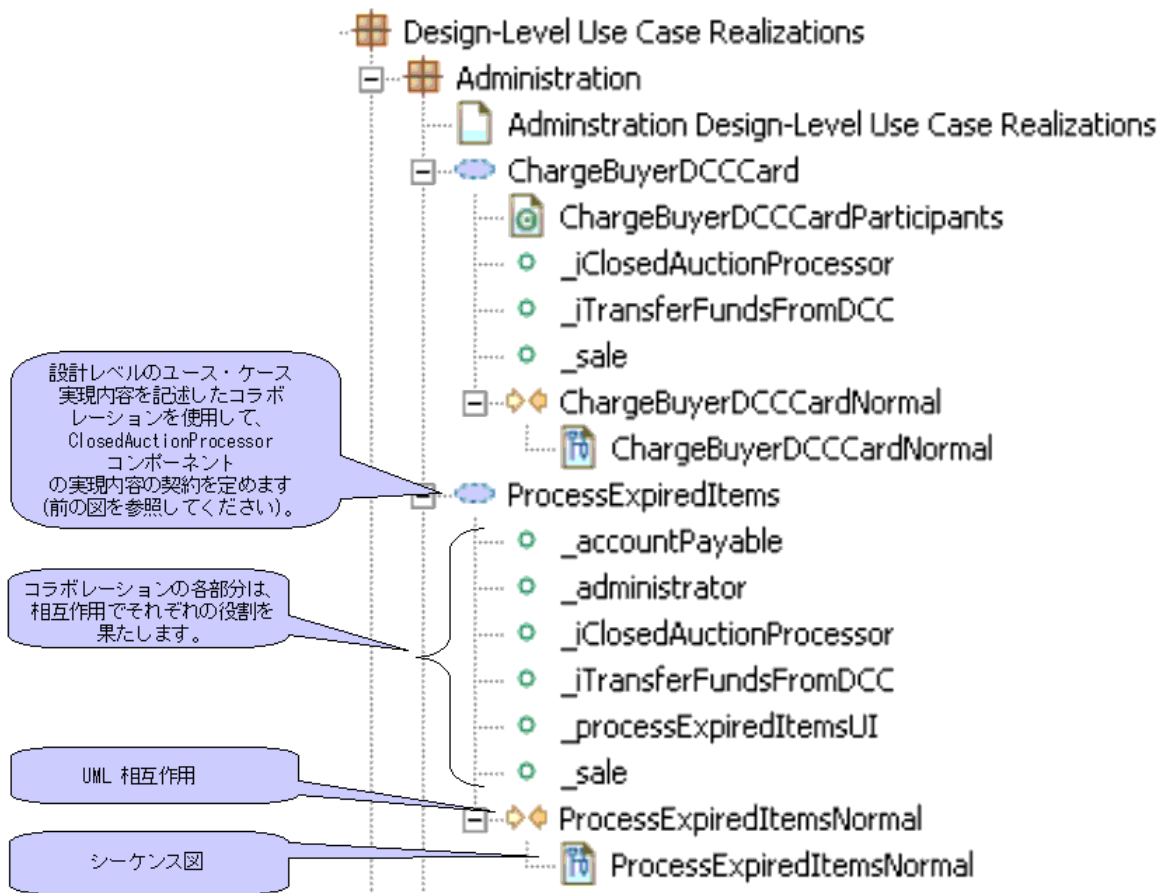 Design-Level Use Case Realizations
Administration
Adminstration Design-Level Use Case Realizations
ChargeBuyerDCCCard
ChargeBuyerDCCCardParticipants
_iClosedAuctionProcessor
_iTransferFundsFromDCC
_sale
ChargeBuyerDCCCardNormal
ChargeBuyerDCCCardNormal
設計レベルのユース・ケース
実現内容を記述したコラボ
レーションを使用して、
ClosedAuctionProcessor
コンポーネント
の実現内容の契約を定めます
(前の図を参照してください)。
ProcessExpiredItems
_accountPayable
_administrator
_iClosedAuctionProcessor
_iTransferFundsFromDCC
_processExpiredItemsUI
_sale
コラボレーションの各部分は、
相互作用でそれぞれの役割を
果たします。
UML 相互作用
ProcessExpiredItemsNormal
シーケンス図
ProcessExpiredItemsNormal